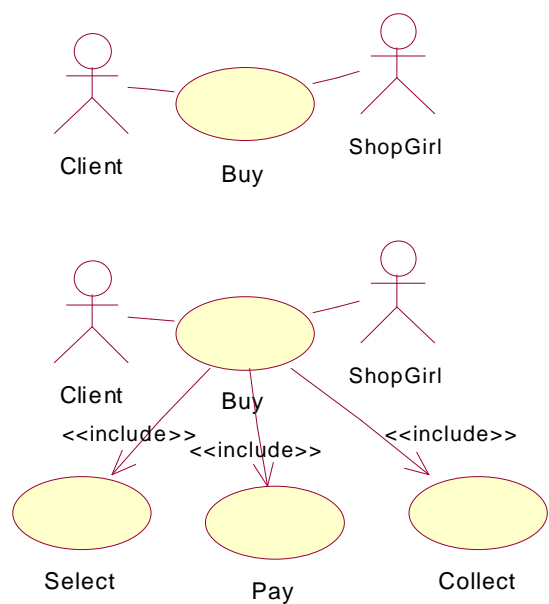 Client
ShopGirl
Buy
Client
ShopGirl
Buy
<<include>>
<<include>>
<<include>>
Select
Pay
Collect